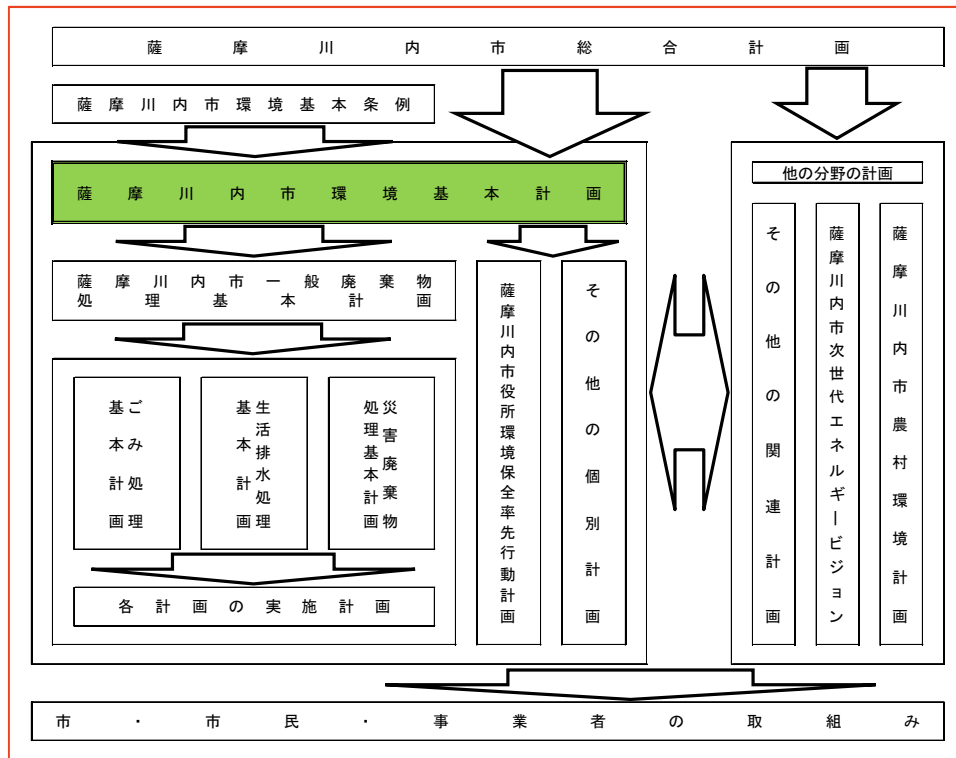 薩摩川内市総合計画
薩摩川内市環境基本条例
薩摩川内市環境基本計画
薩摩川内市一般廃棄物
処理基本計画
ごみ処理
基本計画
生活排水処理
基本計画
災害廃棄物
処理基本計画
各計画の実施計画
薩摩川内市役所環境保全率先行動計画
その他の個別計画
他の分野の計画
その他の関連計画
薩摩川内市次世代エネルギービジョン
薩摩川内市農村環境計画
市・市民・事業者の取組み